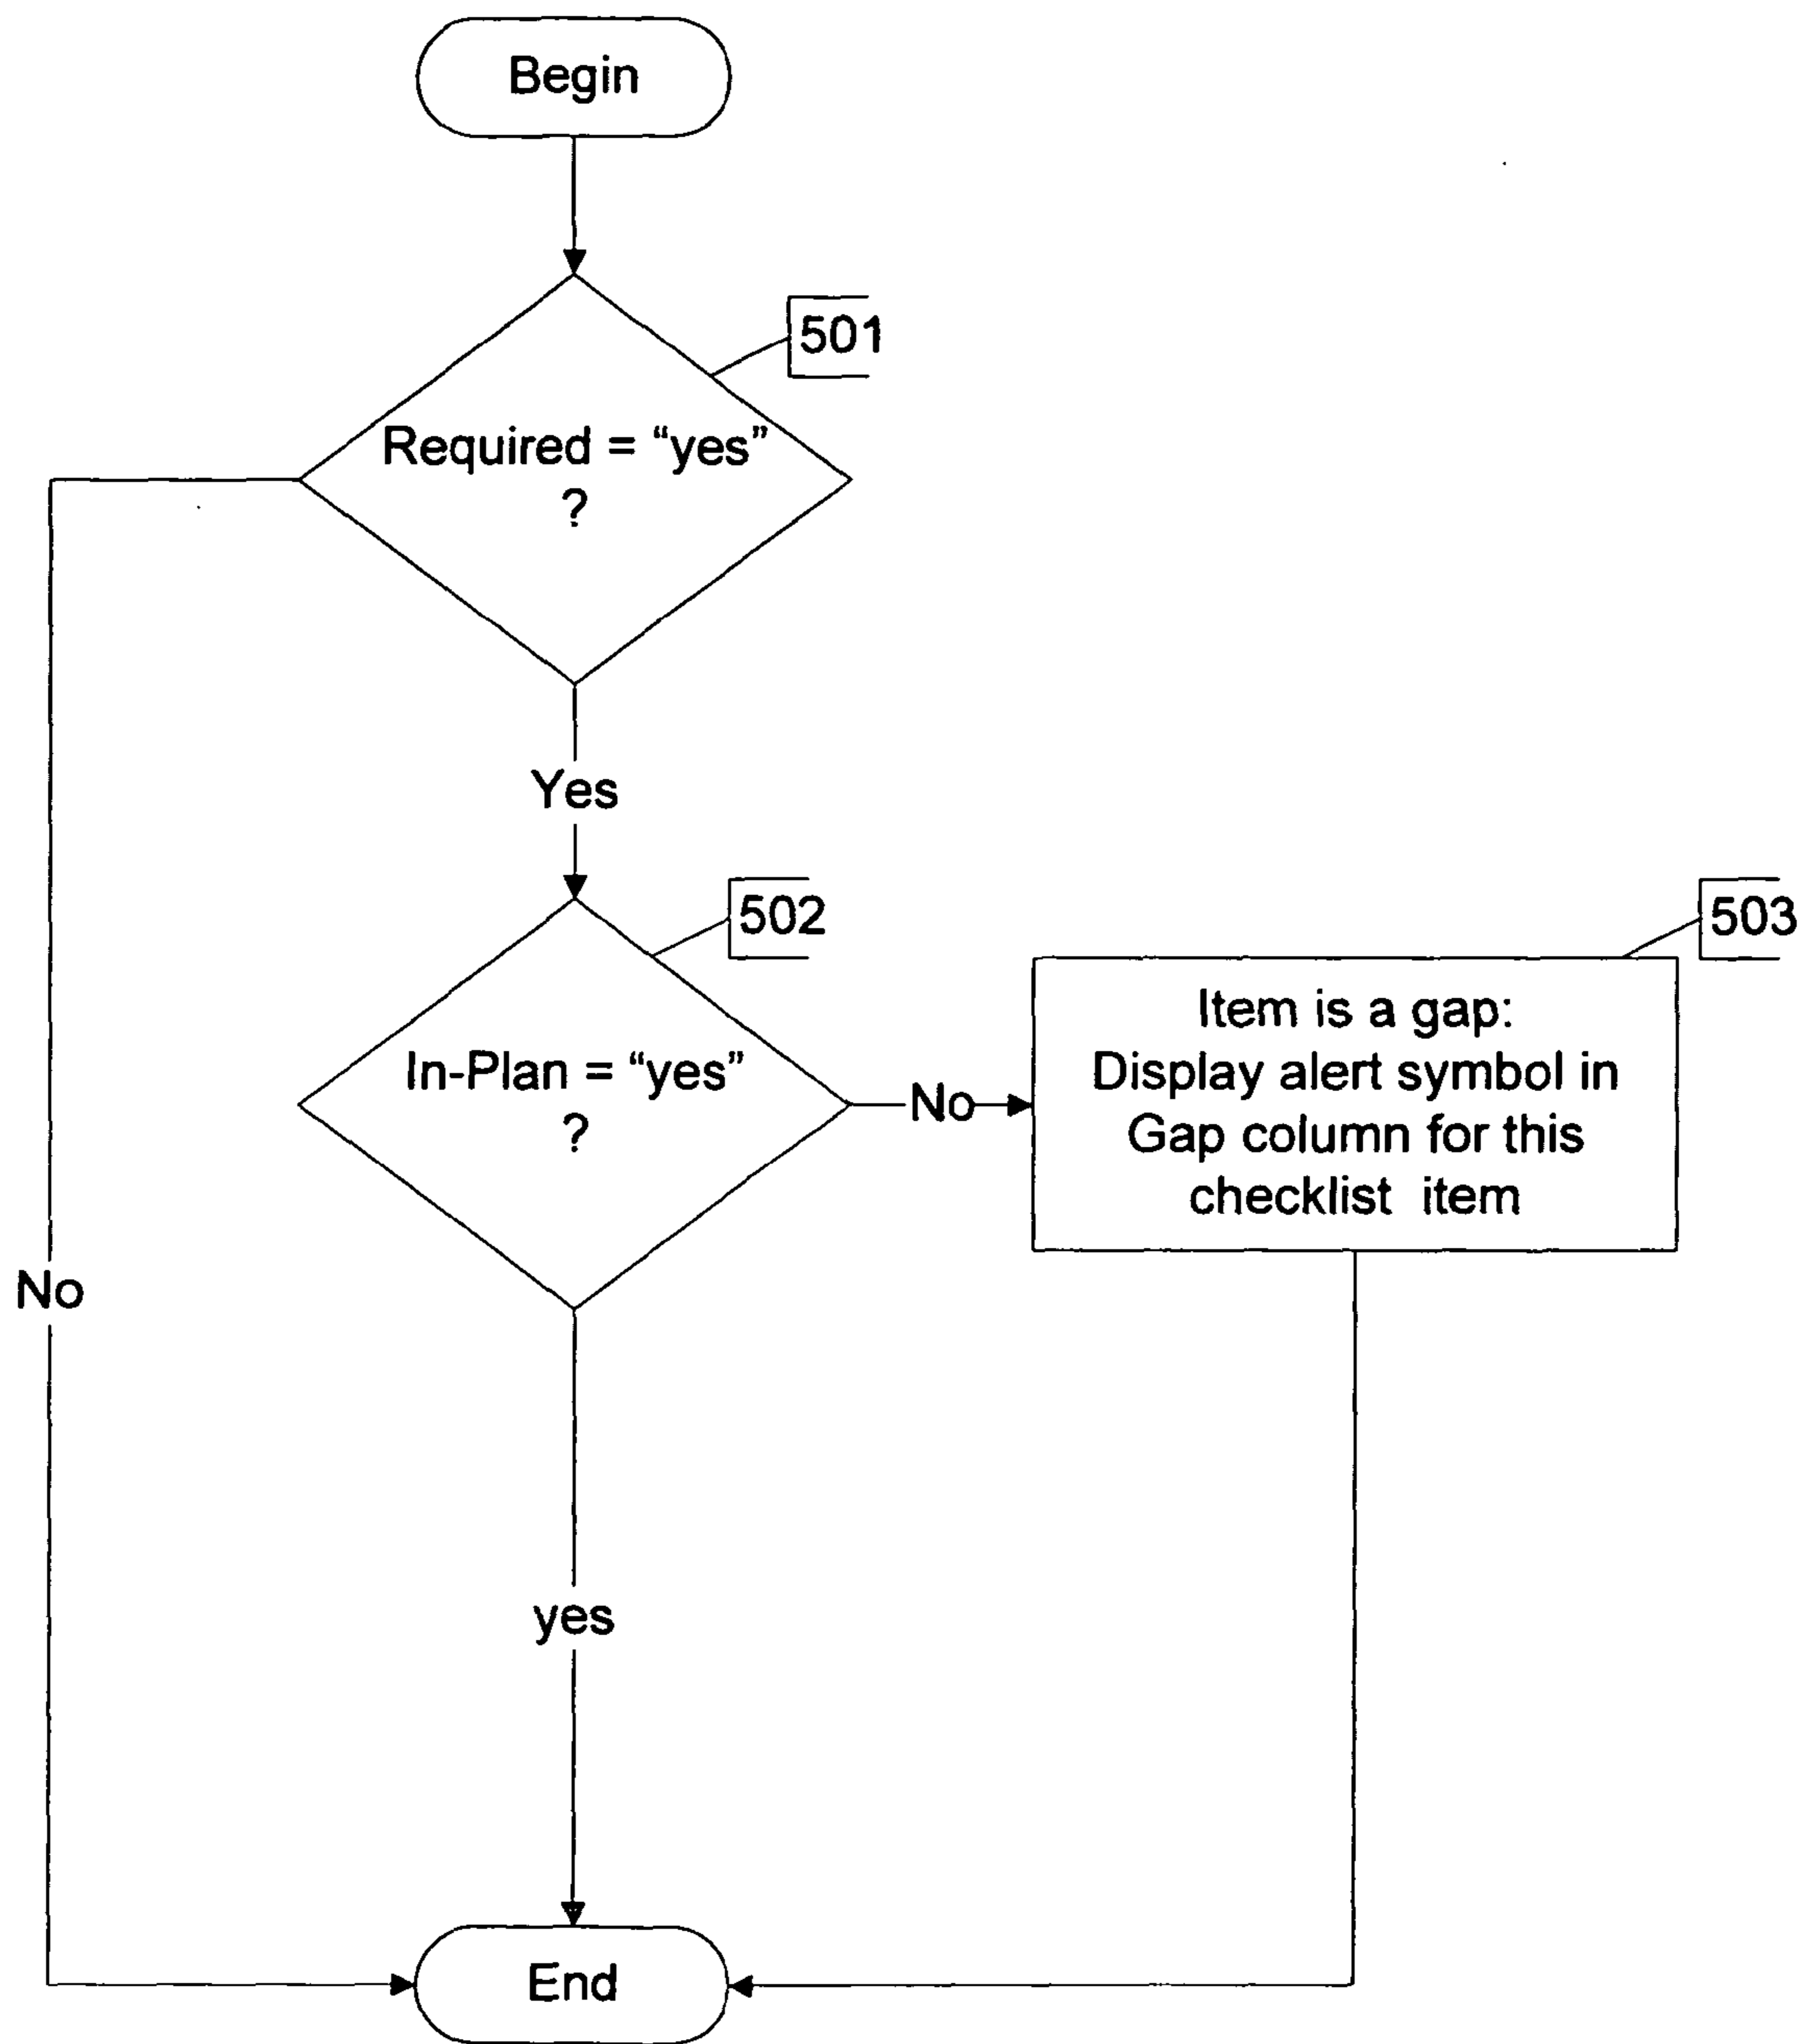 Begin
501
Required = “yes”
?
Yes
502
503
In-Plan = “yes”
?
No
Item is a gap:
Display alert symbol in
Gap column for this
checklist item
No
yes
End